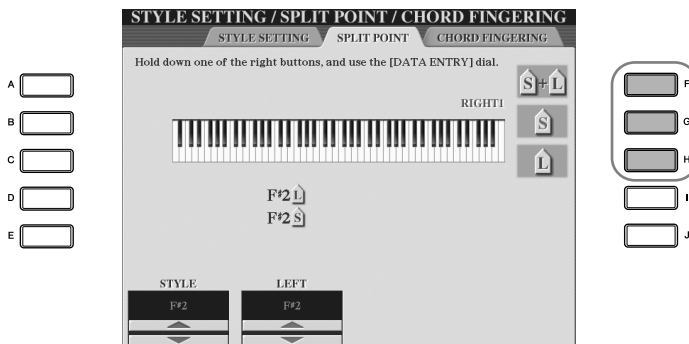 STYLE SETTING / SPLIT POINT / CHORD FINGERING
STYLE SETTING SPLIT POINT CHORD FINGERING
Hold down one of the right buttons, and use the [DATA ENTRY] dial.
S+L
RIGHT1
S
L
F♯2 L
F♯2 S
STYLE LEFT
F♯2 F♯2
A
B
C
D
E
F
G
H
I
J